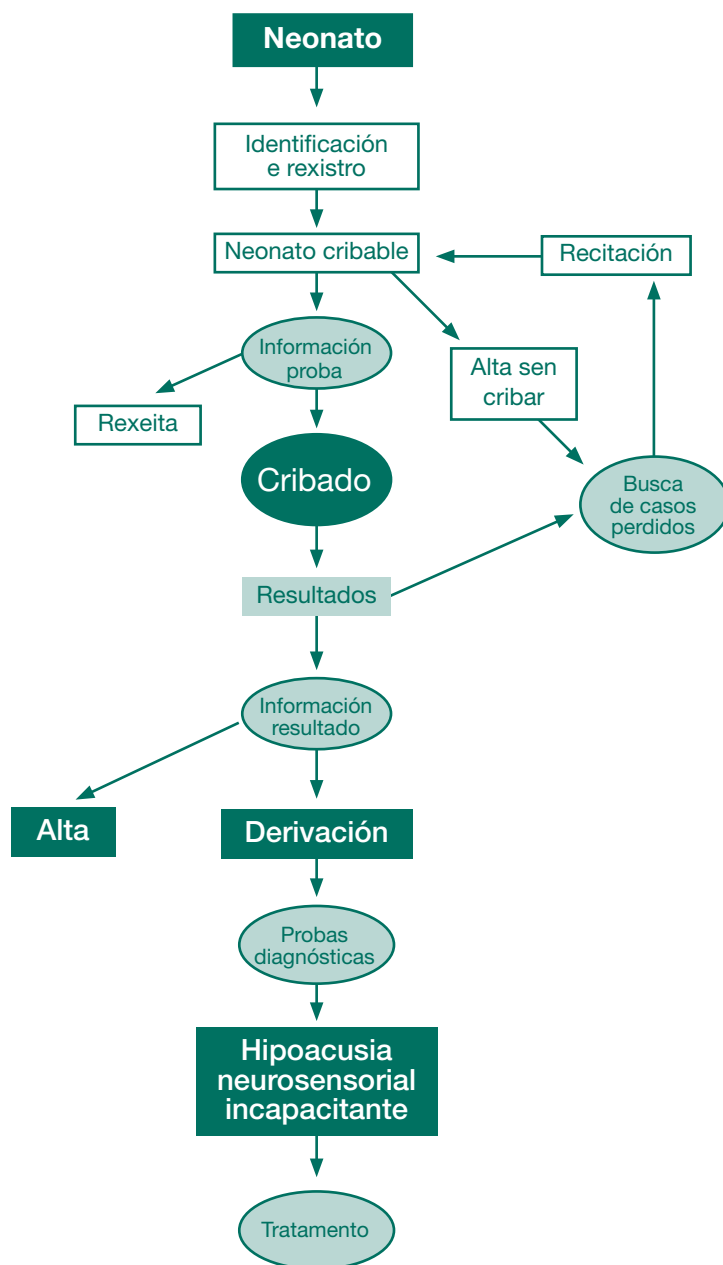 Neonato
Identificación
e rexistro
Neonato cribable
Recitación
Información
proba
Alta sen
cribar
Rexeita
Cribado
Busca
de casos
perdidos
Resultados
Información
resultado
Alta
Derivación
Probas
diagnósticas
Hipoacusia
neurosensorial
incapacitante
Tratamento